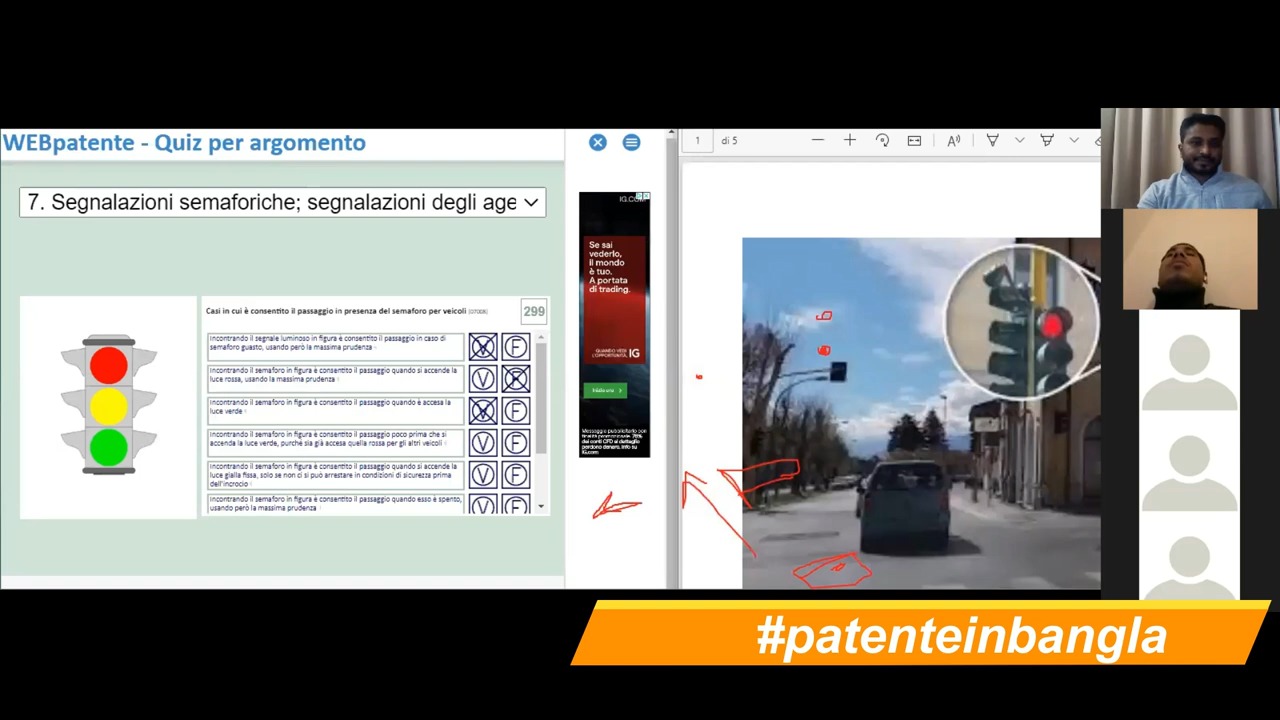 WEBpatente - Quiz per argomento
7. Segnalazioni semaforiche; segnalazioni degli age
Casi in cui è consentito il passaggio in presenza del semaforo per veicoli [07008]
299
Incontrando il segnale luminoso in figura è consentito il passaggio in caso di
semaforo guasto, usando però la massima prudenza
V F
Incontrando il semaforo in figura è consentito il passaggio quando si accende la
luce rossa, usando la massima prudenza
V F
Incontrando il semaforo in figura è consentito il passaggio quando è accesa la
luce verde
V F
Incontrando il semaforo in figura è consentito il passaggio poco prima che si
accenda la luce verde, purché sia già accesa quella rossa per gli altri veicoli
V F
Incontrando il semaforo in figura è consentito il passaggio quando si accende la
luce gialla fissa, solo se non ci si può arrestare in condizioni di sicurezza prima
dell'incrocio
V F
Incontrando il semaforo in figura è consentito il passaggio quando esso è spento,
usando però la massima prudenza
V F
IG.COM
Se sai
vederlo,
il mondo
è tuo.
A portata
di trading.
QUANDO VEDI
L'OPPORTUNITÀ.
IG
1 di 5
#patenteinbangla